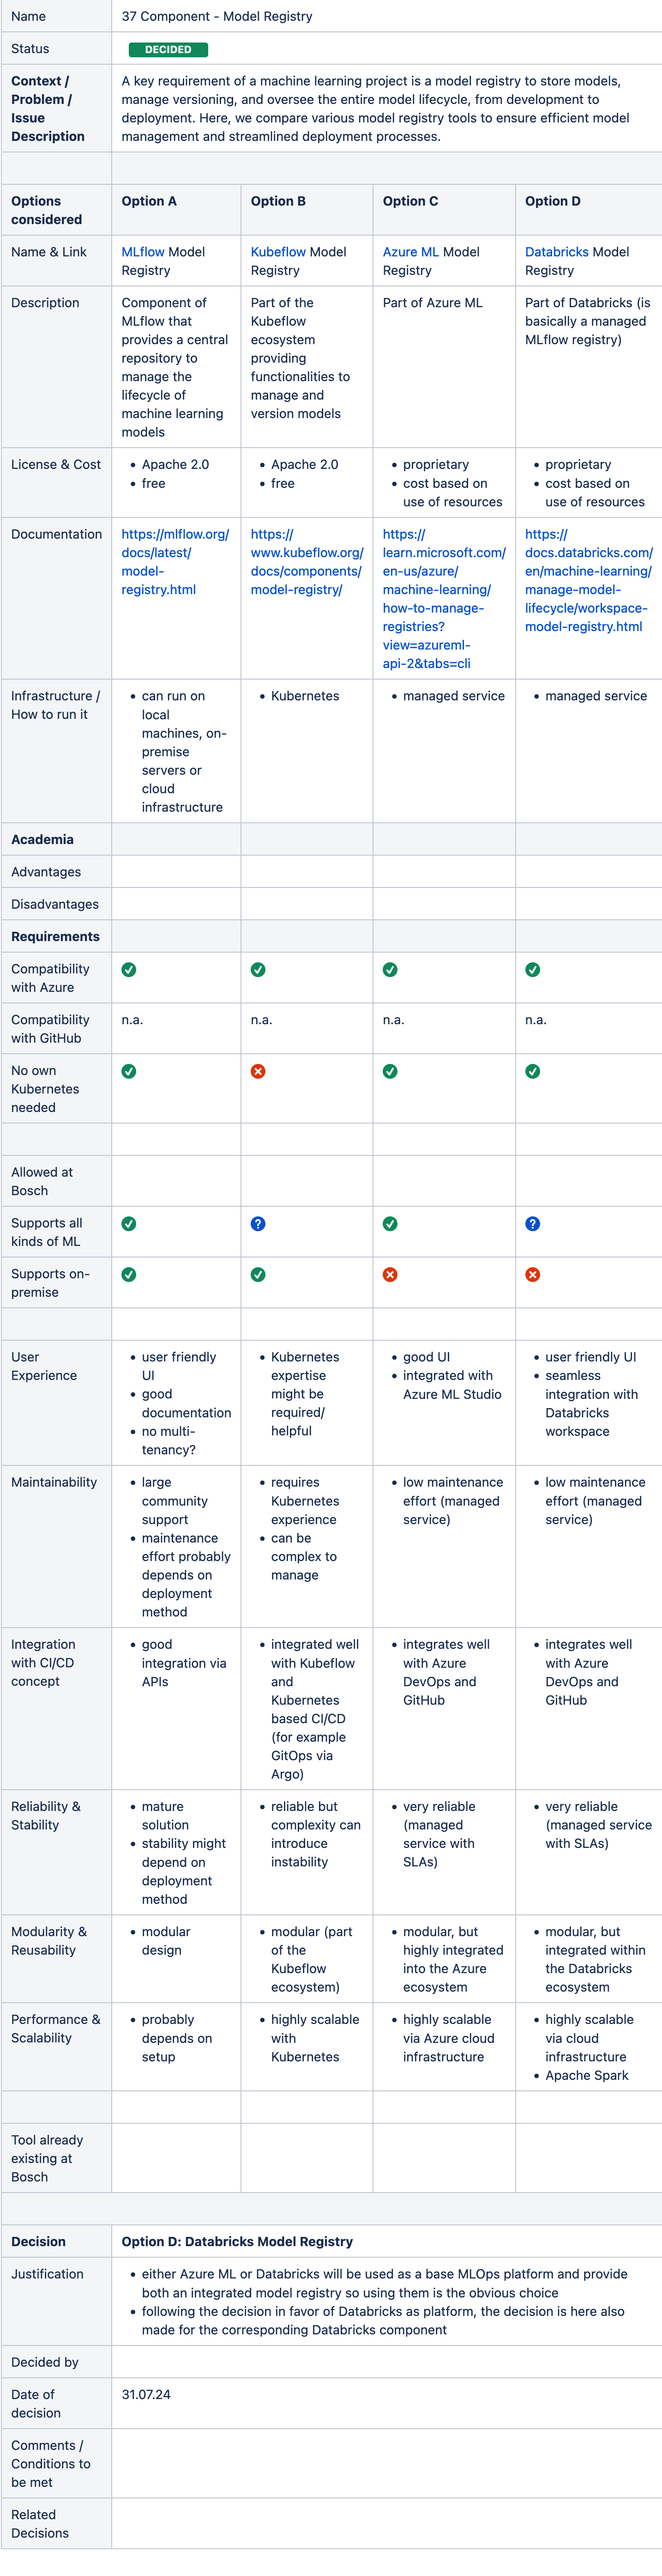 Name
37 Component - Model Registry
Status
DECIDED
Context /
Problem /
Issue
Description
A key requirement of a machine learning project is a model registry to store models,
manage versioning, and oversee the entire model lifecycle, from development to
deployment. Here, we compare various model registry tools to ensure efficient model
management and streamlined deployment processes.
Options
considered
Option A
Option B
Option C
Option D
Name & Link
MLflow Model
Registry
Kubeflow Model
Registry
Azure ML Model
Registry
Databricks Model
Registry
Description
Component of
MLflow that
provides a central
repository to
manage the
lifecycle of
machine learning
models
Part of the
Kubeflow
ecosystem
providing
functionalities to
manage and
version models
Part of Azure ML
Part of Databricks (is
basically a managed
MLflow registry)
License & Cost
• Apache 2.0
• free
• Apache 2.0
• free
• proprietary
• cost based on
use of resources
• proprietary
• cost based on
use of resources
Documentation
https://mlflow.org/
docs/latest/
model-
registry.html
https://
www.kubeflow.org/
docs/components/
model-registry/
https://
learn.microsoft.com/
en-us/azure/
machine-learning/
how-to-manage-
registries?
view=azureml-
api-2&tabs=cli
https://
docs.databricks.com/
en/machine-learning/
manage-model-
lifecycle/workspace-
model-registry.html
Infrastructure /
How to run it
• can run on
local
machines, on-
premise
servers or
cloud
infrastructure
• Kubernetes
• managed service
• managed service
Academia
Advantages
Disadvantages
Requirements
Compatibility
with Azure
Compatibility
with GitHub
n.a.
n.a.
n.a.
n.a.
No own
Kubernetes
needed
Allowed at
Bosch
Supports all
kinds of ML
Supports on-
premise
User
Experience
• user friendly
UI
• good
documentation
• no multi-
tenancy?
• Kubernetes
expertise
might be
required/
helpful
• good UI
• integrated with
Azure ML Studio
• user friendly UI
• seamless
integration with
Databricks
workspace
Maintainability
• large
community
support
• maintenance
effort probably
depends on
deployment
method
• requires
Kubernetes
experience
• can be
complex to
manage
• low maintenance
effort (managed
service)
• low maintenance
effort (managed
service)
Integration
with CI/CD
concept
• good
integration via
APIs
• integrated well
with Kubeflow
and
Kubernetes
based CI/CD
(for example
GitOps via
Argo)
• integrates well
with Azure
DevOps and
GitHub
• integrates well
with Azure
DevOps and
GitHub
Reliability &
Stability
• mature
solution
• stability might
depend on
deployment
method
• reliable but
complexity can
introduce
instability
• very reliable
(managed
service with
SLAs)
• very reliable
(managed service
with SLAs)
Modularity &
Reusability
• modular
design
• modular (part
of the
Kubeflow
ecosystem)
• modular, but
highly integrated
into the Azure
ecosystem
• modular, but
integrated within
the Databricks
ecosystem
Performance &
Scalability
• probably
depends on
setup
• highly scalable
with
Kubernetes
• highly scalable
via Azure cloud
infrastructure
• highly scalable
via cloud
infrastructure
• Apache Spark
Tool already
existing at
Bosch
Decision
Option D: Databricks Model Registry
Justification
• either Azure ML or Databricks will be used as a base MLOps platform and provide
both an integrated model registry so using them is the obvious choice
• following the decision in favor of Databricks as platform, the decision is here also
made for the corresponding Databricks component
Decided by
Date of
decision
31.07.24
Comments /
Conditions to
be met
Related
Decisions